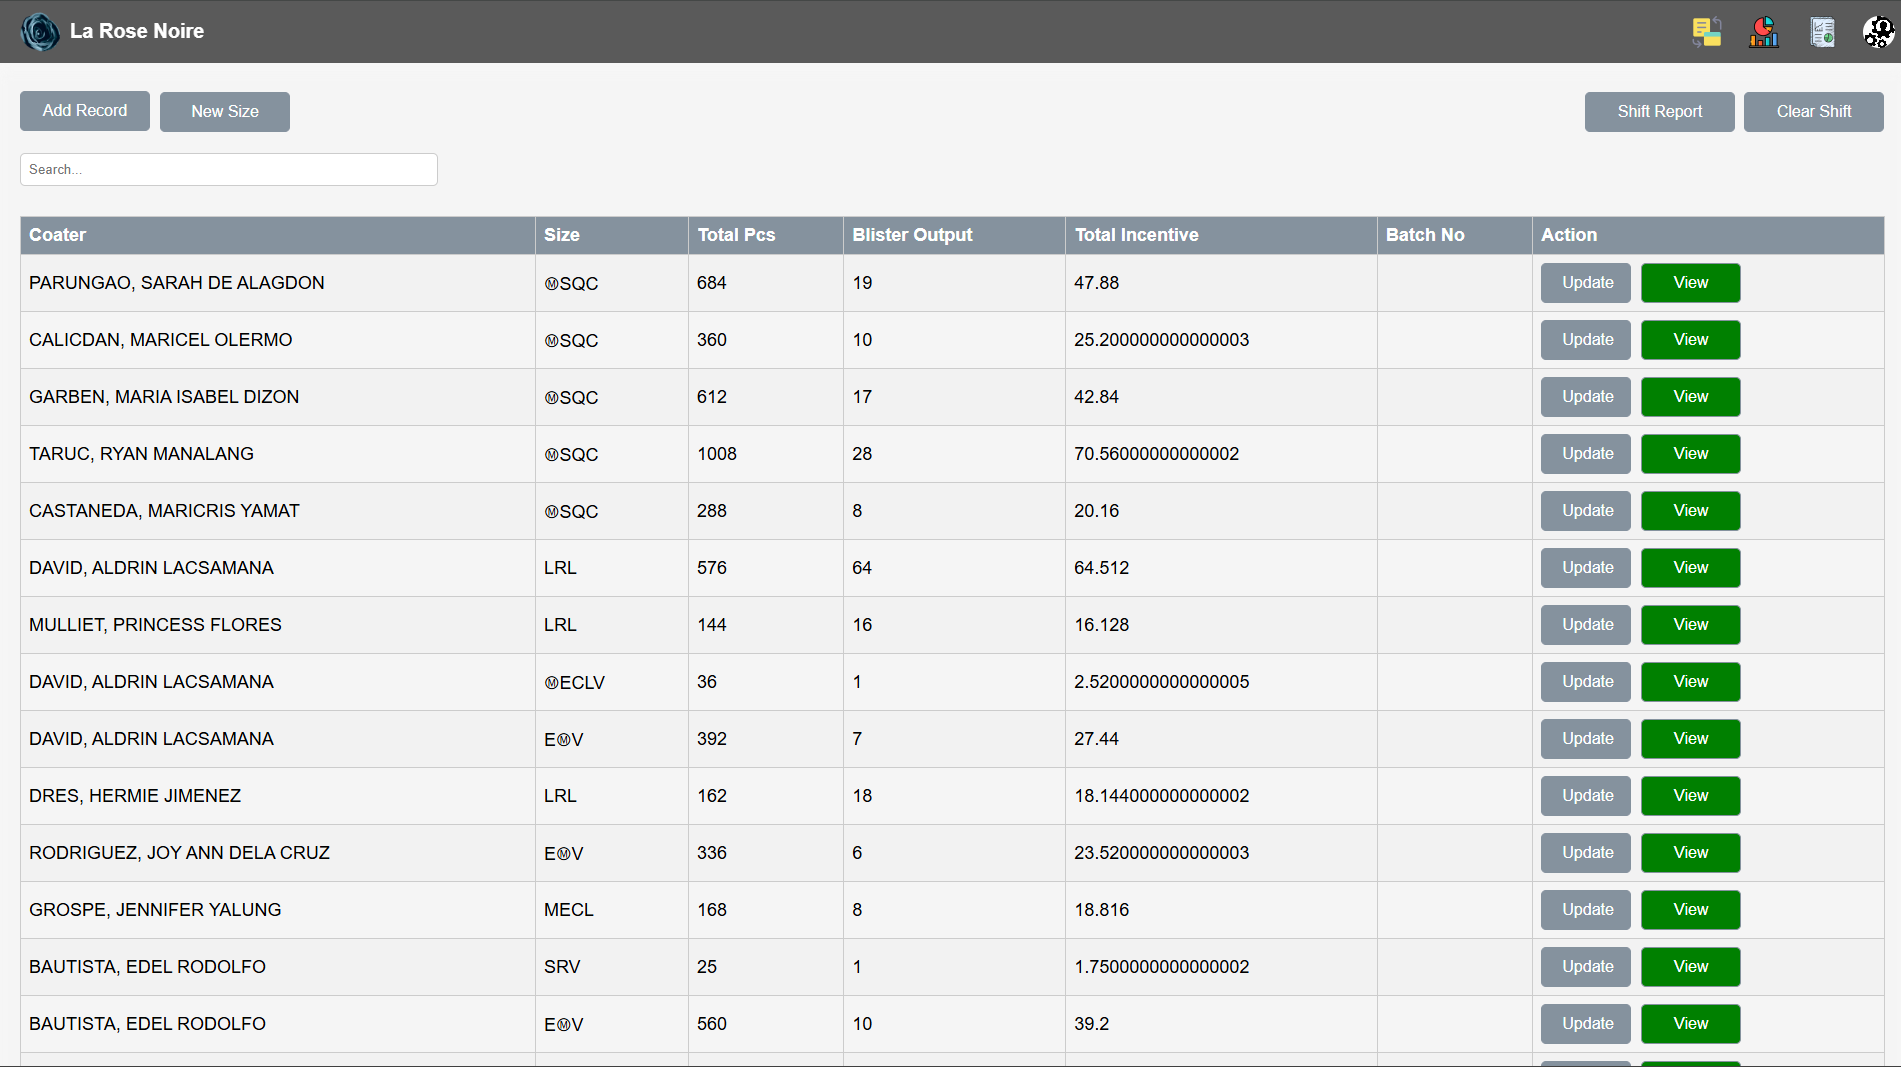 La Rose Noire
Add Record New Size Shift Report Clear Shift
Search...
Coater Size Total Pcs Blister Output Total Incentive Batch No Action
PARUNGAO, SARAH DE ALAGDON ⓂSQC 684 19 47.88 Update View
CALICDAN, MARICEL OLERMO ⓂSQC 360 10 25.200000000000003 Update View
GARBEN, MARIA ISABEL DIZON ⓂSQC 612 17 42.84 Update View
TARUC, RYAN MANALANG ⓂSQC 1008 28 70.56000000000002 Update View
CASTANEDA, MARICRIS YAMAT ⓂSQC 288 8 20.16 Update View
DAVID, ALDRIN LACSAMANA LRL 576 64 64.512 Update View
MULLIET, PRINCESS FLORES LRL 144 16 16.128 Update View
DAVID, ALDRIN LACSAMANA ⓂECLV 36 1 2.5200000000000005 Update View
DAVID, ALDRIN LACSAMANA EⓂV 392 7 27.44 Update View
DRES, HERMIE JIMENEZ LRL 162 18 18.144000000000002 Update View
RODRIGUEZ, JOY ANN DELA CRUZ EⓂV 336 6 23.520000000000003 Update View
GROSPE, JENNIFER YALUNG MECL 168 8 18.816 Update View
BAUTISTA, EDEL RODOLFO SRV 25 1 1.7500000000000002 Update View
BAUTISTA, EDEL RODOLFO EⓂV 560 10 39.2 Update View